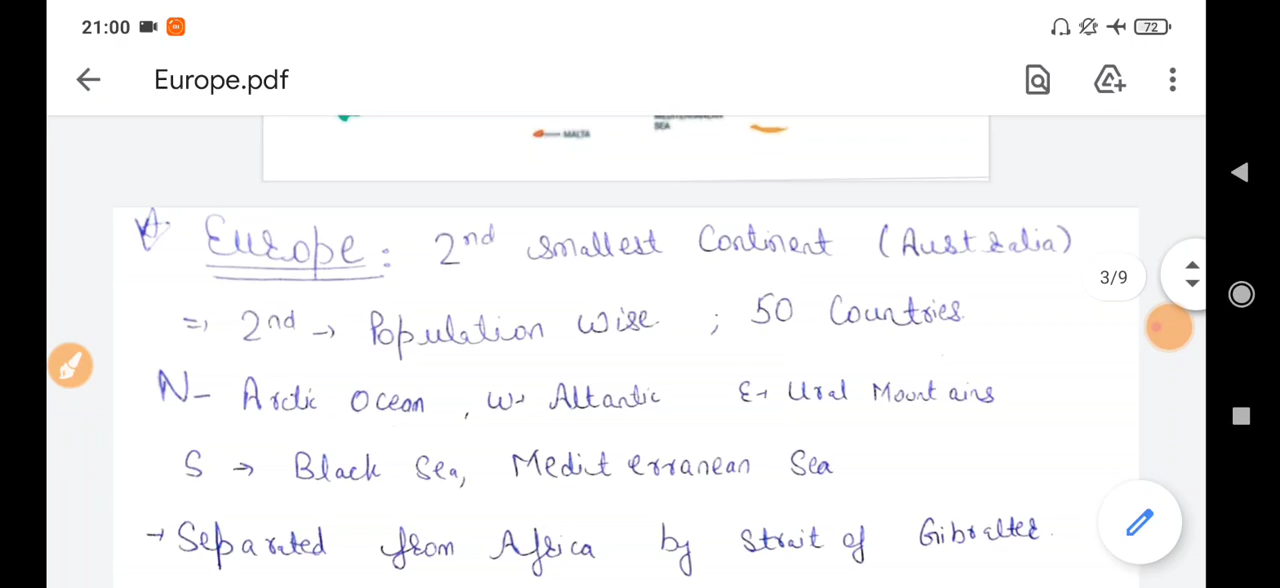 21:00
72
Europe.pdf
MALTA
SEA
Europe : 2nd smallest Continent (Australia)
3/9
=> 2nd → Population wise ; 50 Countries.
N- Arctic Ocean , W→ Altantic E→ Ural Mountains
S → Black Sea, Mediterranean Sea
→ Separated from Africa by Strait of Gibralter.